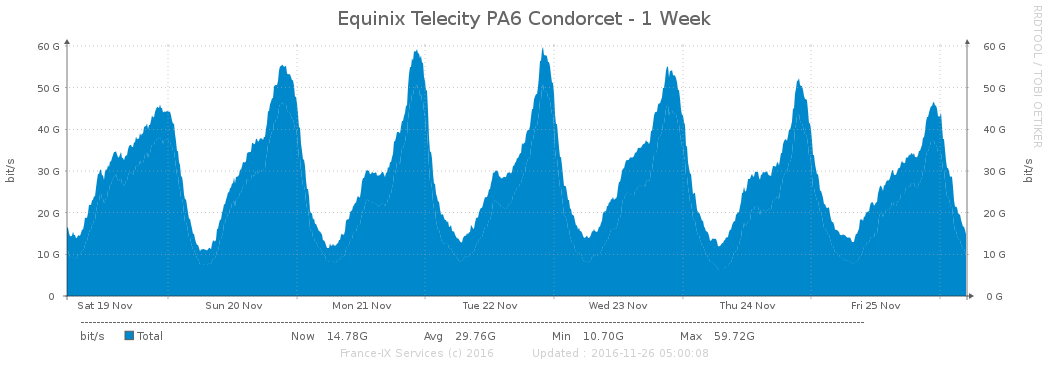 Equinix Telecity PA6 Condorcet - 1 Week
RRDTOOL / TOBI OETIKER
bit/s
60 G
50 G
40 G
30 G
20 G
10 G
0
60 G
50 G
40 G
30 G
20 G
10 G
0 G
bit/s
Sat 19 Nov Sun 20 Nov Mon 21 Nov Tue 22 Nov Wed 23 Nov Thu 24 Nov Fri 25 Nov
bit/s Total Now 14.78G Avg 29.76G Min 10.70G Max 59.72G
France-IX Services (c) 2016 Updated : 2016-11-26 05:00:08